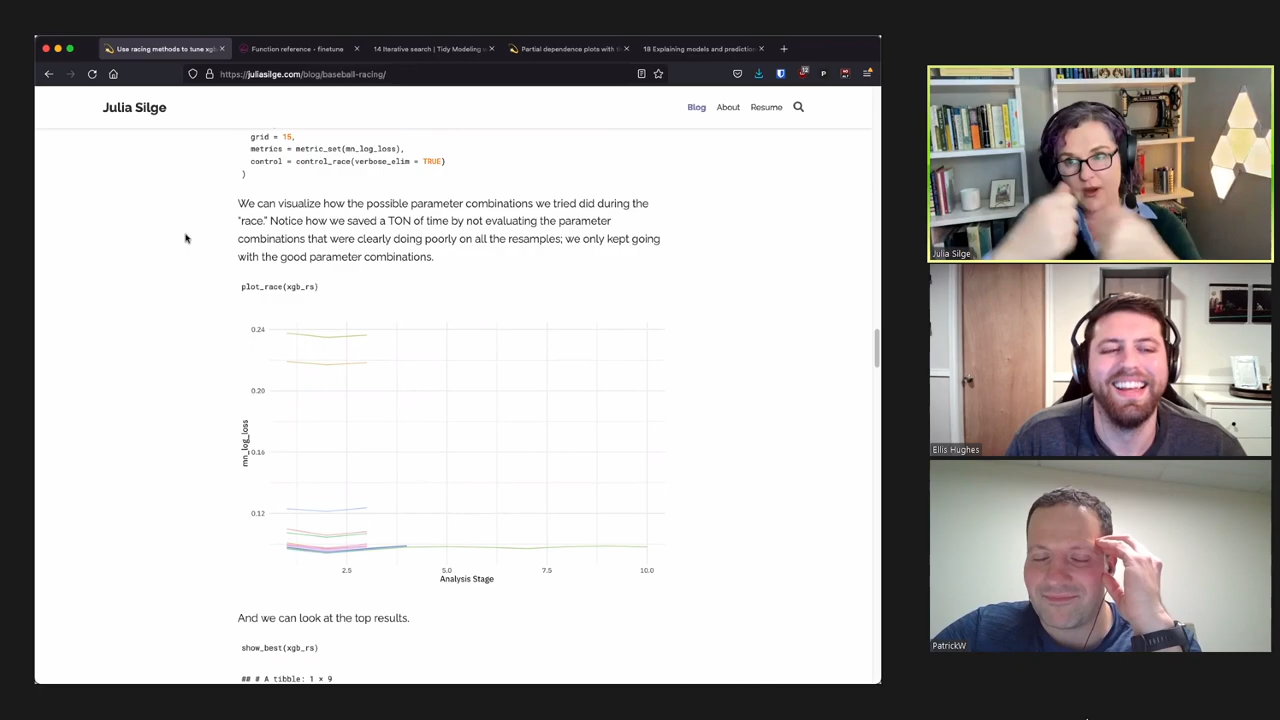 Use racing methods to tune xgb
Function reference - finetune
14 Iterative search | Tidy Modeling w
Partial dependence plots with t
18 Explaining models and prediction
https://juliasilge.com/blog/baseball-racing/
12
P
Julia Silge
Blog
About
Resume
grid = 15,
metrics = metric_set(mn_log_loss),
control = control_race(verbose_elim = TRUE)
)
We can visualize how the possible parameter combinations we tried did during the
“race.” Notice how we saved a TON of time by not evaluating the parameter
combinations that were clearly doing poorly on all the resamples; we only kept going
with the good parameter combinations.
plot_race(xgb_rs)
0.24
0.20
0.16
0.12
mn_log_loss
2.5
5.0
7.5
10.0
Analysis Stage
And we can look at the top results.
show_best(xgb_rs)
## # A tibble: 1 × 9
Julia Silge
Ellis Hughes
PatrickW